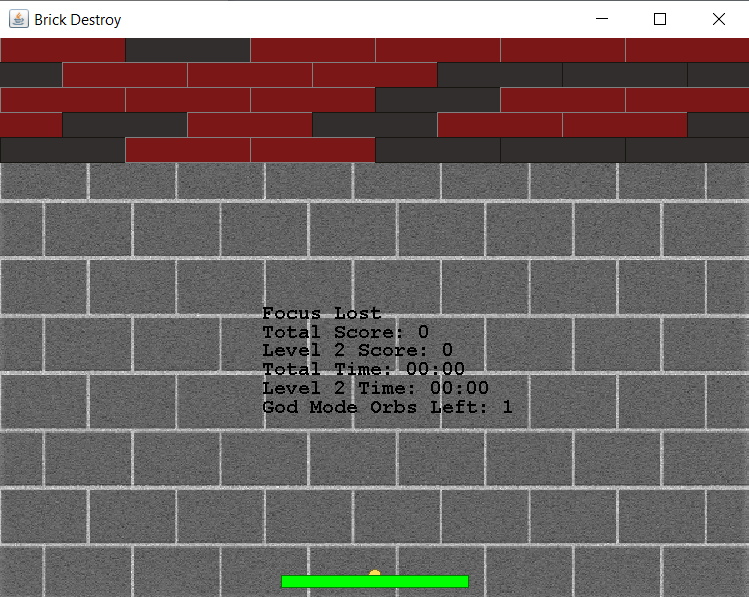 Brick Destroy
Focus Lost
Total Score: 0
Level 2 Score: 0
Total Time: 00:00
Level 2 Time: 00:00
God Mode Orbs Left: 1